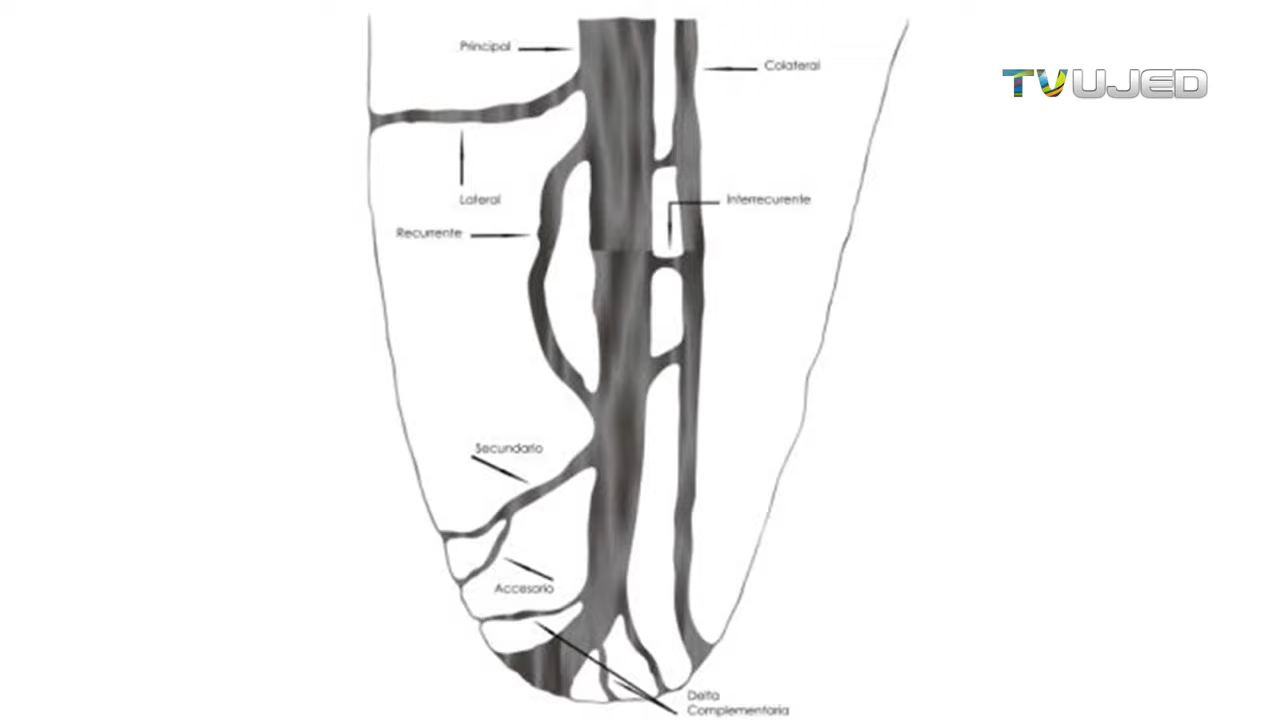 Principal
Colateral
TVUJED
Lateral
Interrecurente
Recurrente
Secundario
Accesorio
Delta
Complementaria